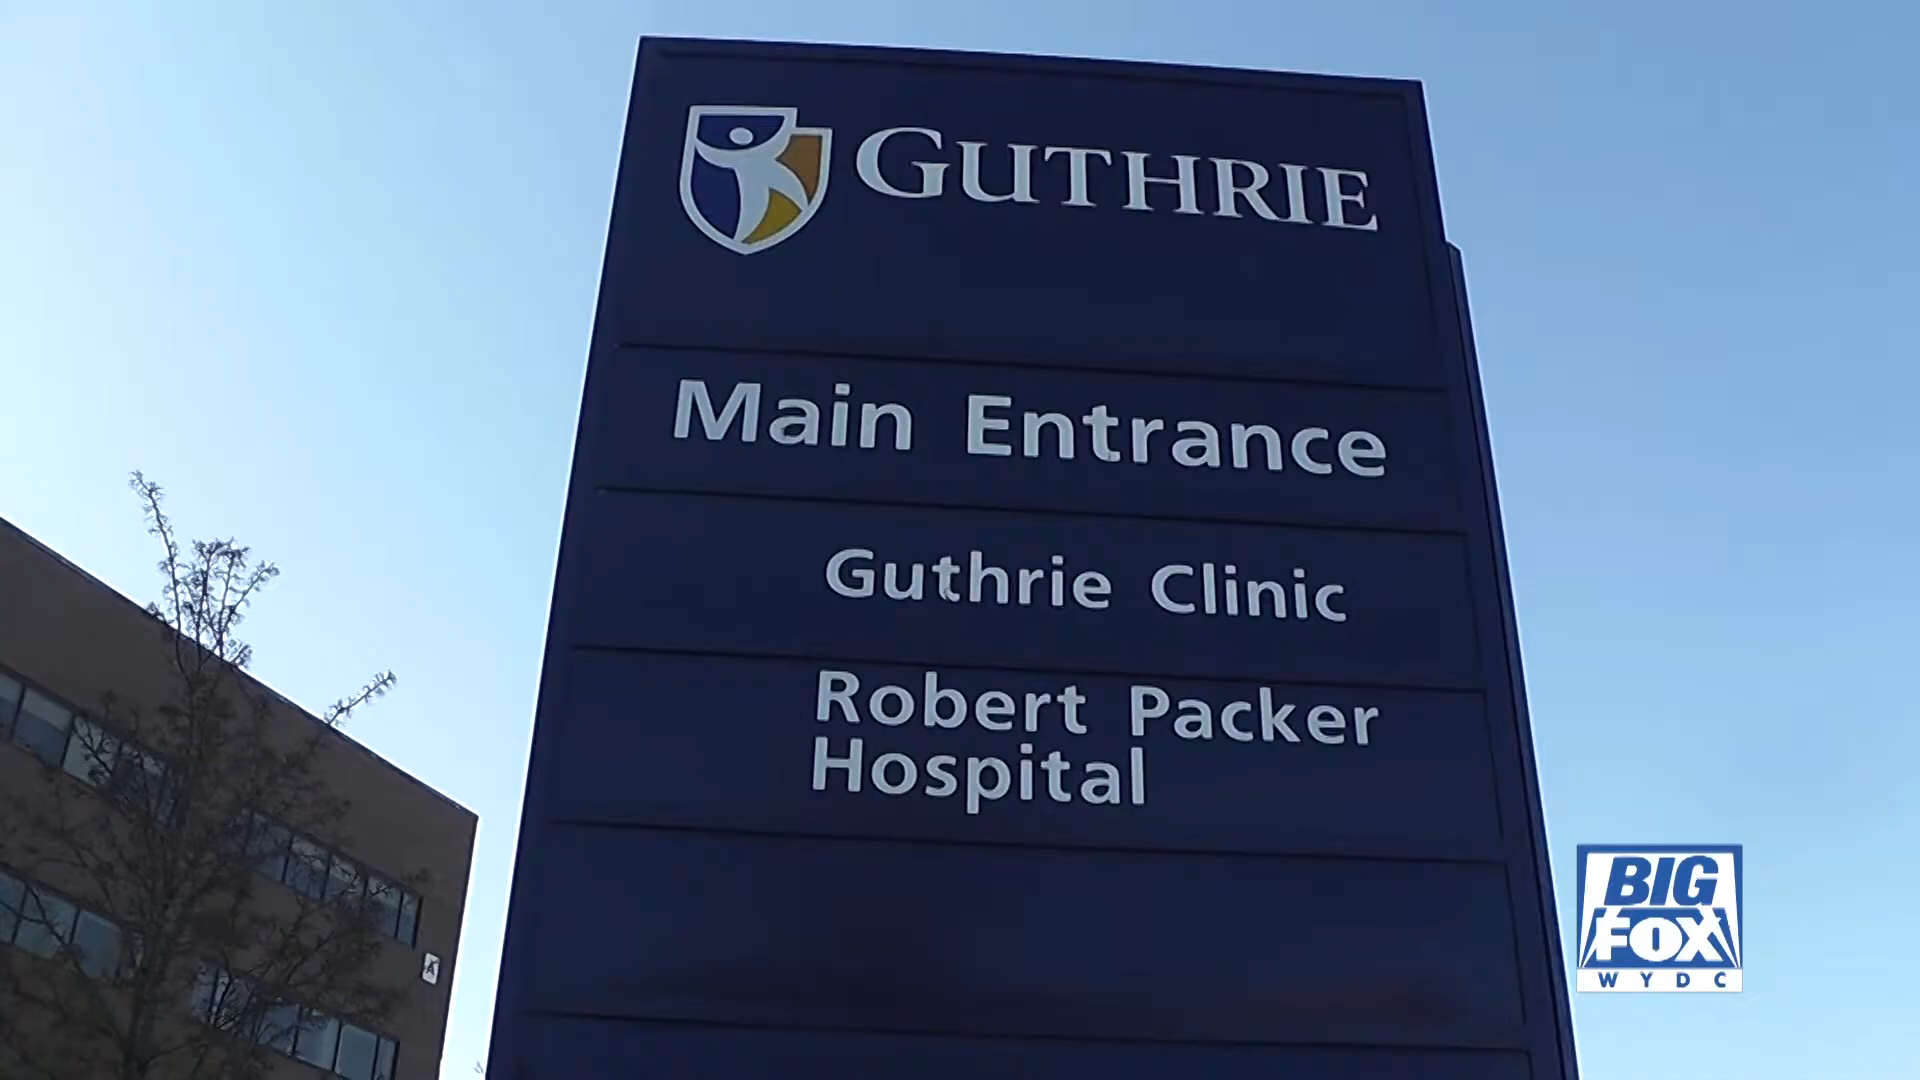 GUTHRIE
Main Entrance
Guthrie Clinic
Robert Packer
Hospital
A
BIG
FOX
WYDC